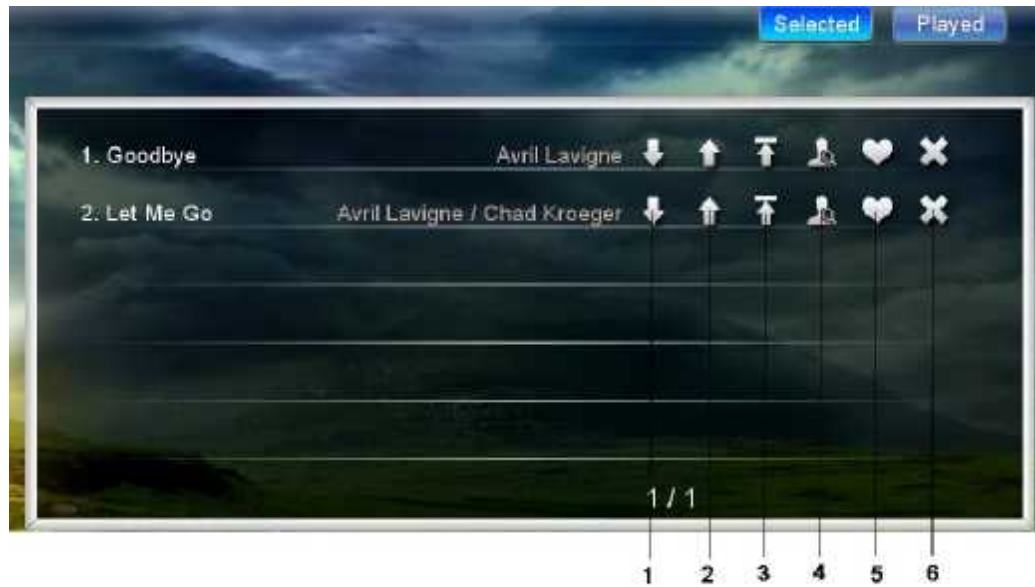 Selected Played
1. Goodbye Avril Lavigne
2. Let Me Go Avril Lavigne / Chad Kroeger
1 / 1
1 2 3 4 5 6